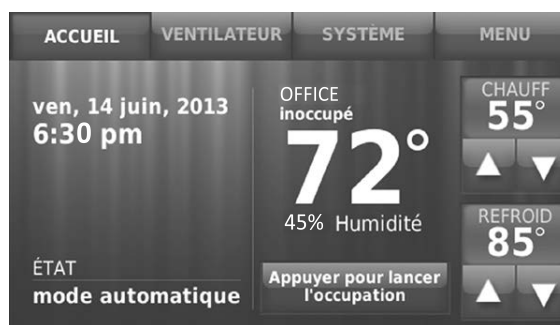 ACCUEIL VENTILATEUR SYSTÈME MENU
ven, 14 juin, 2013
6:30 pm
OFFICE
inoccupé
72°
45% Humidité
CHAUFF
55°
REFROID
85°
ÉTAT
mode automatique
Appuyer pour lancer
l'occupation